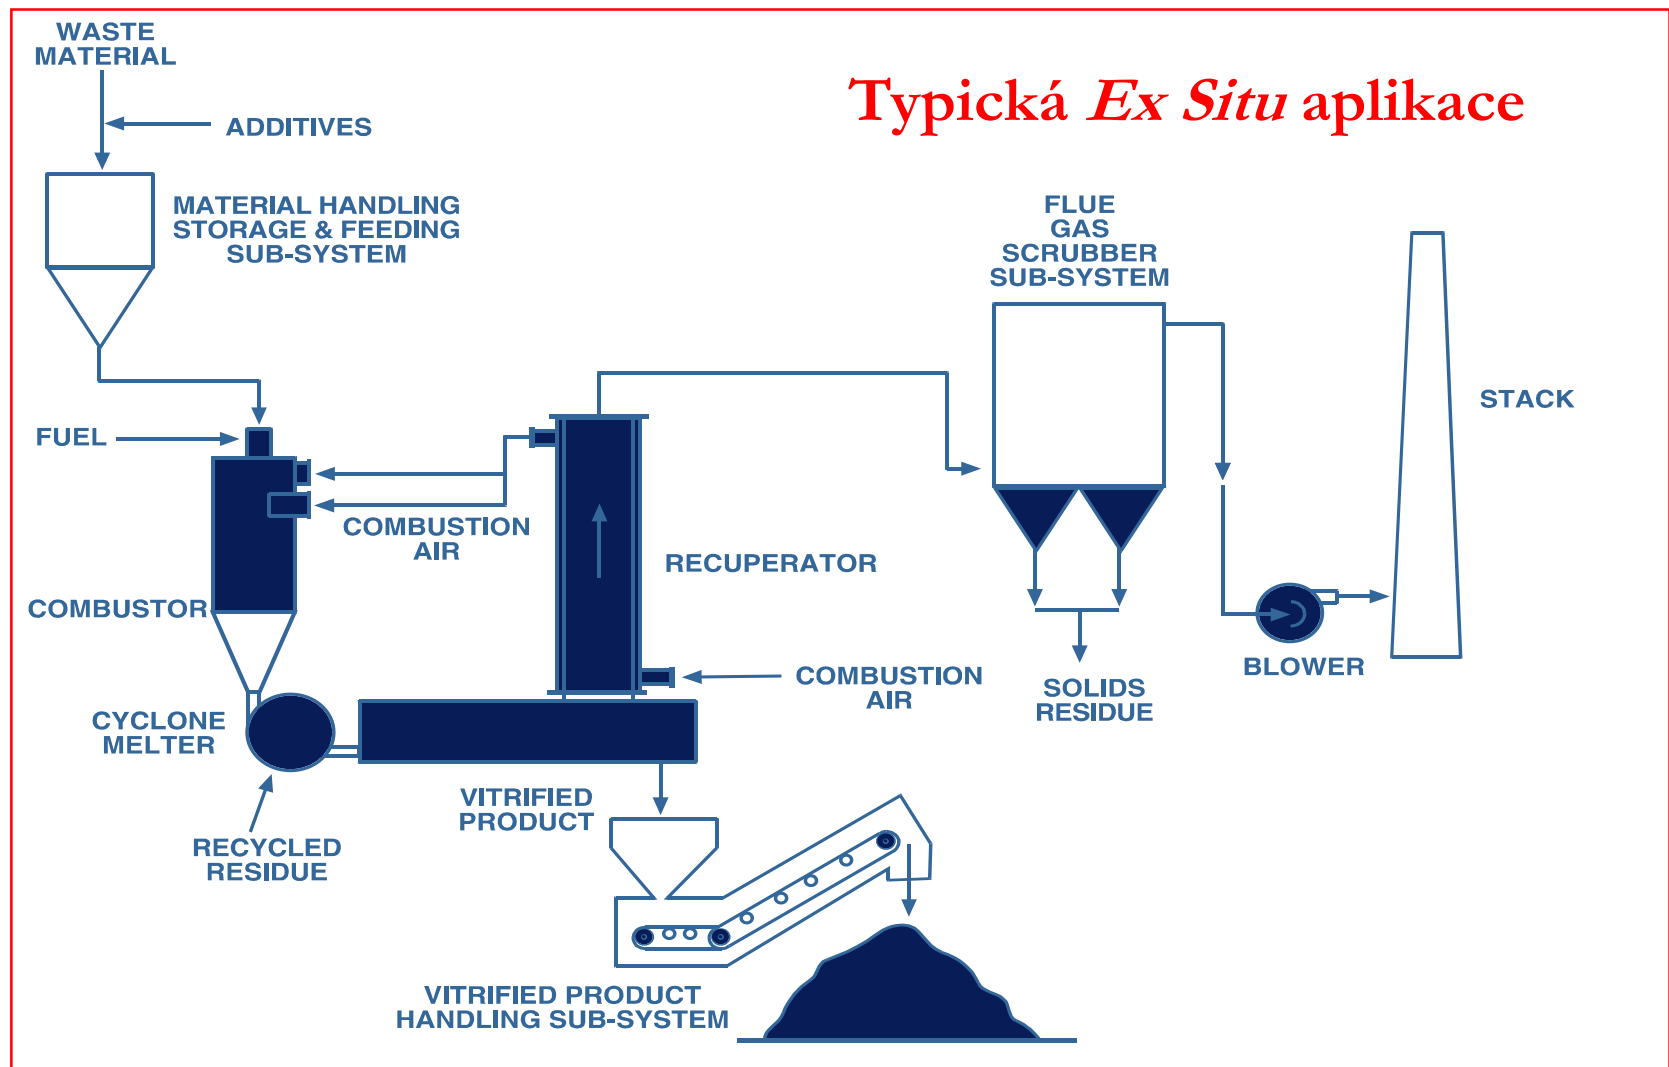 WASTE
MATERIAL
Typická Ex Situ aplikace
ADDITIVES
MATERIAL HANDLING
STORAGE & FEEDING
SUB-SYSTEM
FLUE
GAS
SCRUBBER
SUB-SYSTEM
STACK
FUEL
COMBUSTION
AIR
RECUPERATOR
COMBUSTOR
BLOWER
COMBUSTION
AIR
SOLIDS
RESIDUE
CYCLONE
MELTER
VITRIFIED
PRODUCT
RECYCLED
RESIDUE
VITRIFIED PRODUCT
HANDLING SUB-SYSTEM